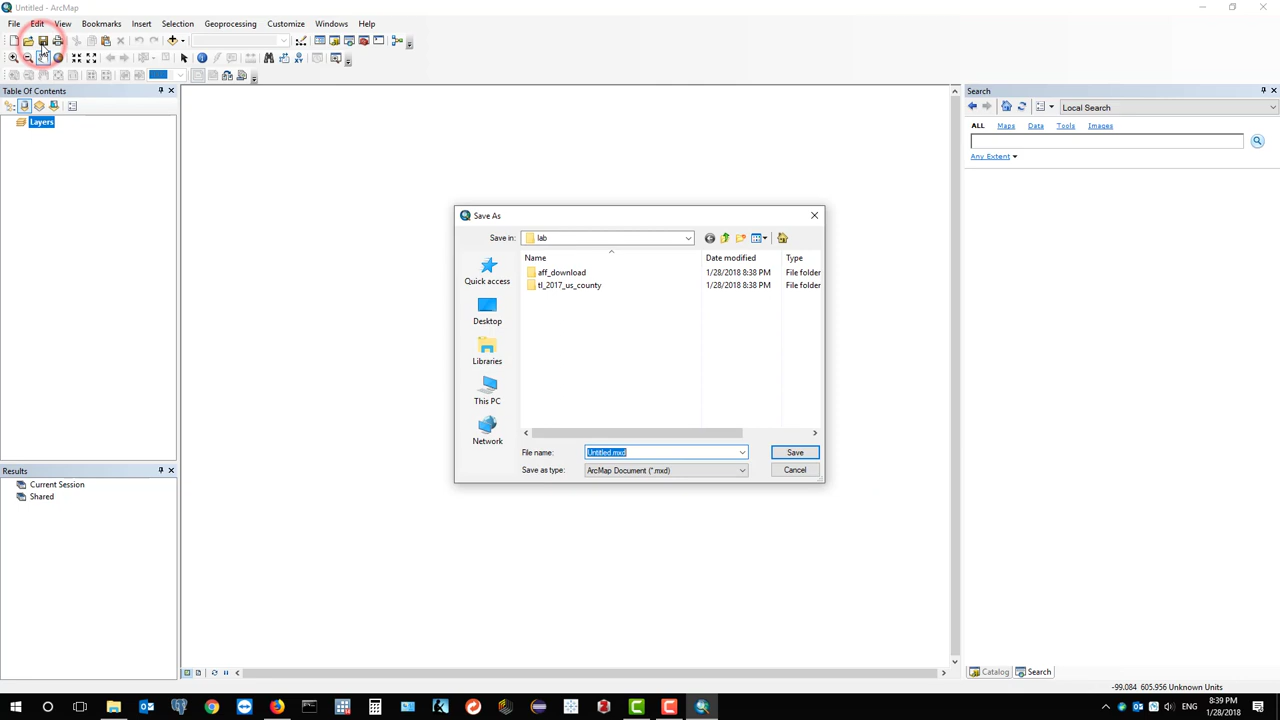 Untitled - ArcMap
File Edit View Bookmarks Insert Selection Geoprocessing Customize Windows Help
Table Of Contents
Layers
Search
Local Search
ALL Maps Data Tools Images
Any Extent
Save As
Save in: lab
Name Date modified Type
aff_download 1/28/2018 8:38 PM File folder
tl_2017_us_county 1/28/2018 8:38 PM File folder
Quick access
Desktop
Libraries
This PC
Network
File name: Untitled.mxd Save
Save as type: ArcMap Document (*.mxd) Cancel
Results
Current Session
Shared
Catalog Search
-99.084 605.956 Unknown Units
ENG 8:39 PM
1/28/2018